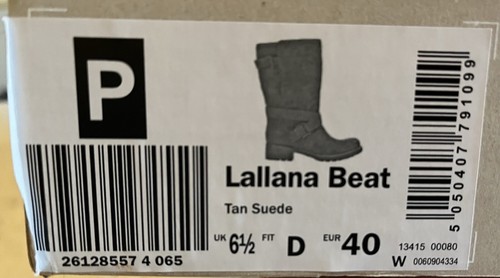 P
Lallana Beat
Tan Suede
UK 6½ FIT D EUR 40
26128557 4 065
5 050407 791099
13415 00080
W 0060904334